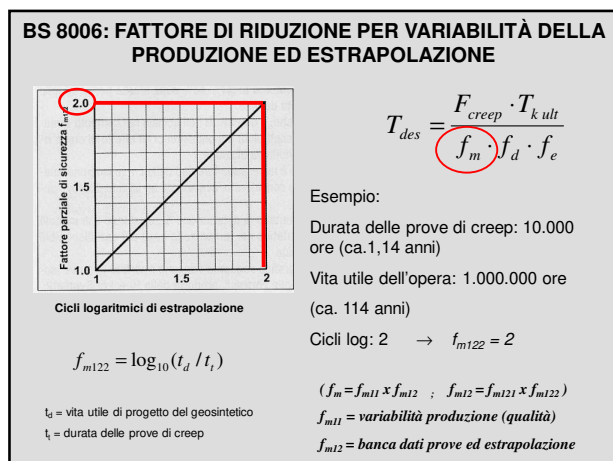 BS 8006: FATTORE DI RIDUZIONE PER VARIABILITÀ DELLA
PRODUZIONE ED ESTRAPOLAZIONE
2.0
1.5
1.0
Fattore parziale di sicurezza f_m122
1
1.5
2
Cicli logaritmici di estrapolazione
f_m122 = log_10(t_d / t_t)
t_d = vita utile di progetto del geosintetico
t_t = durata delle prove di creep
T_des = F_creep · T_k ult / f_m · f_d · f_e
Esempio:
Durata delle prove di creep: 10.000
ore (ca.1,14 anni)
Vita utile dell'opera: 1.000.000 ore
(ca. 114 anni)
Cicli log: 2 → f_m122 = 2
(f_m = f_m11 x f_m12 ; f_m12 = f_m121 x f_m122)
f_m11 = variabilità produzione (qualità)
f_m12 = banca dati prove ed estrapolazione